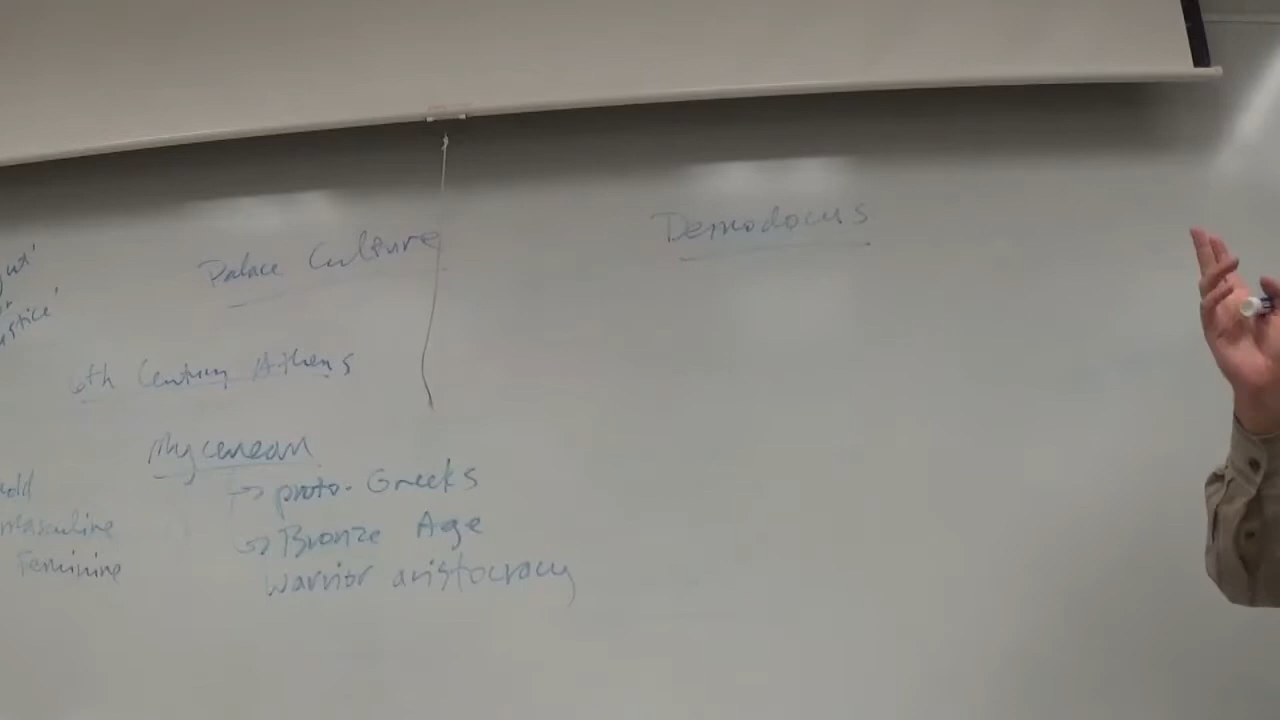 Palace Culture
6th Century Athens
Mycenean
→ proto-Greeks
→ Bronze Age
warrior aristocracy
Masculine
Feminine
Demodocus